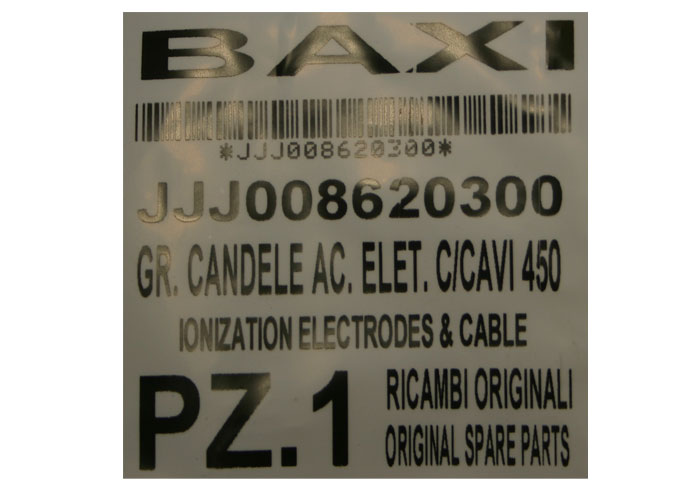 BAXI
*JJJ008620300*
JJJ008620300
GR. CANDELE AC. ELET. C/CAVI 450
IONIZATION ELECTRODES & CABLE
PZ.1
RICAMBI ORIGINALI
ORIGINAL SPARE PARTS